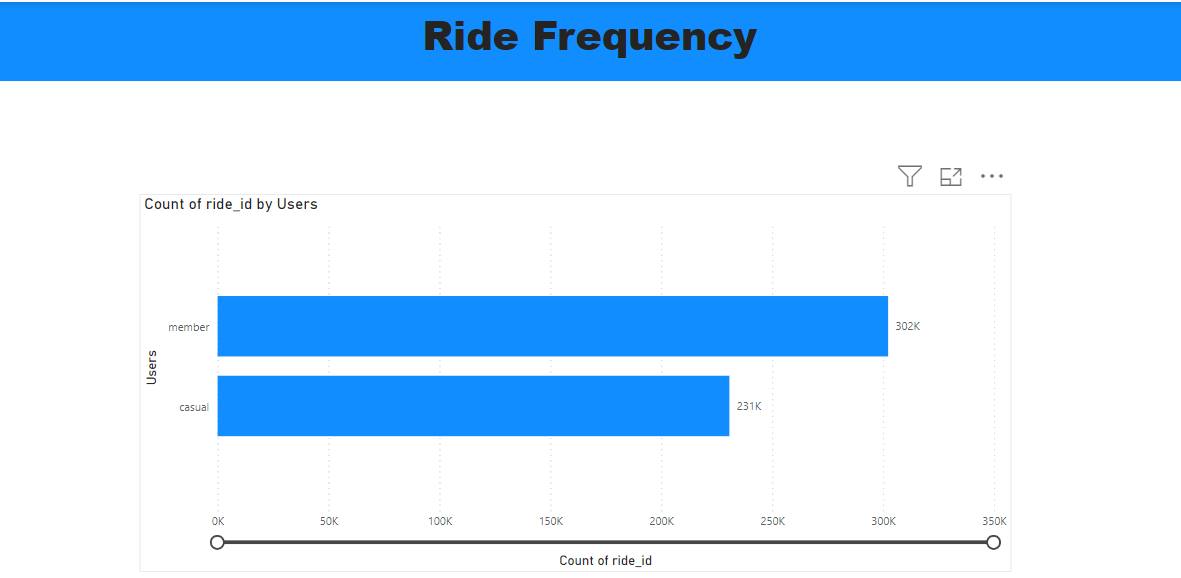 Ride Frequency
Count of ride_id by Users
Users
member
302K
casual
231K
0K 50K 100K 150K 200K 250K 300K 350K
Count of ride_id